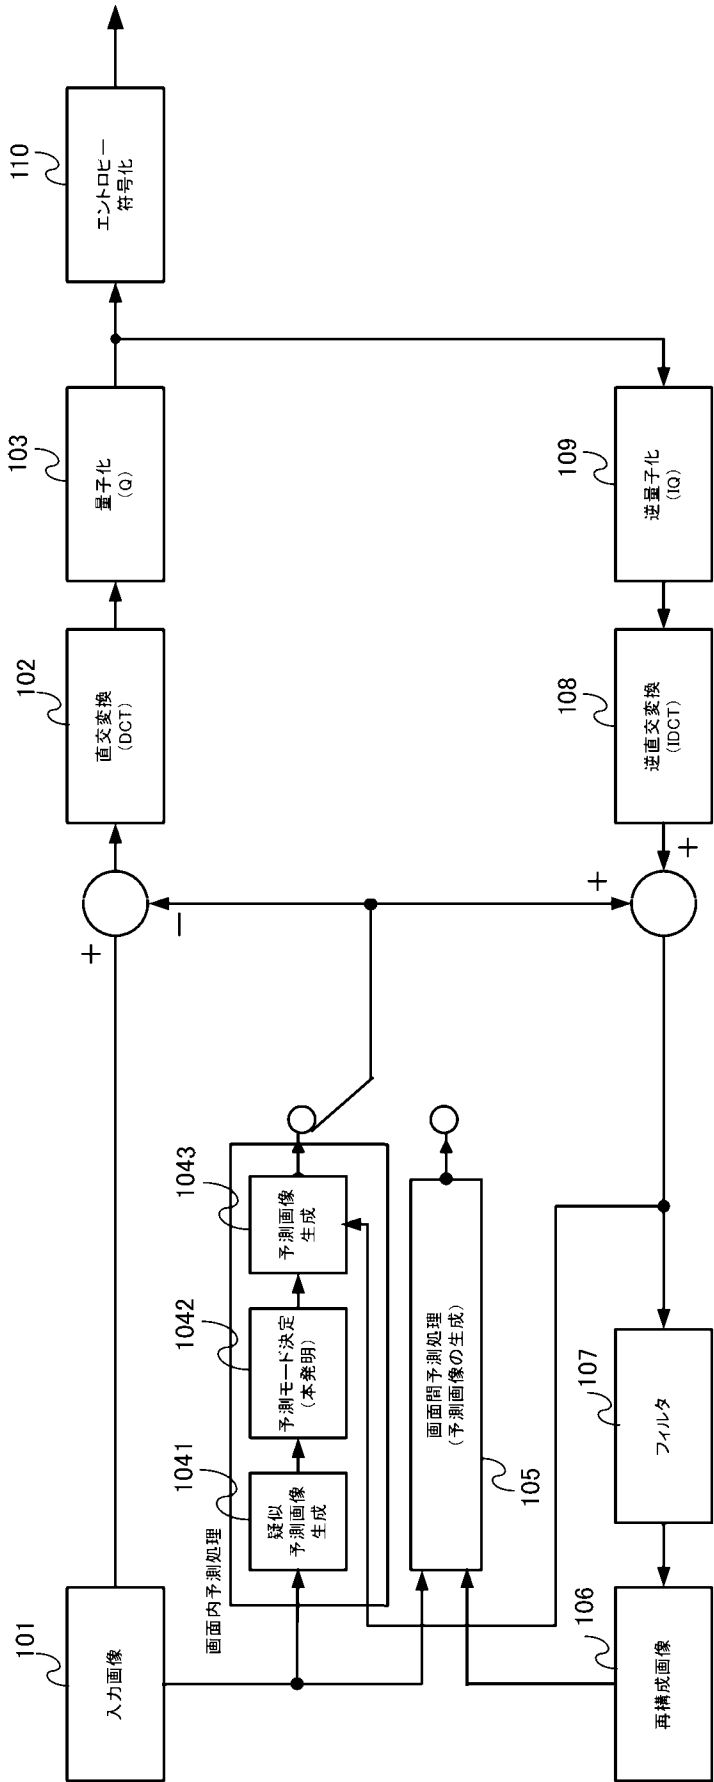 101
入力画像
+
−
102
直交変換
(DCT)
103
量子化
(Q)
110
エントロピー
符号化
画面内予測処理
1041
疑似
予測画像
生成
1042
予測モード決定
(本発明)
1043
予測画像
生成
画面間予測処理
(予測画像の生成)
105
+
+
106
再構成画像
107
フィルタ
108
逆直交変換
(IDCT)
109
逆量子化
(IQ)